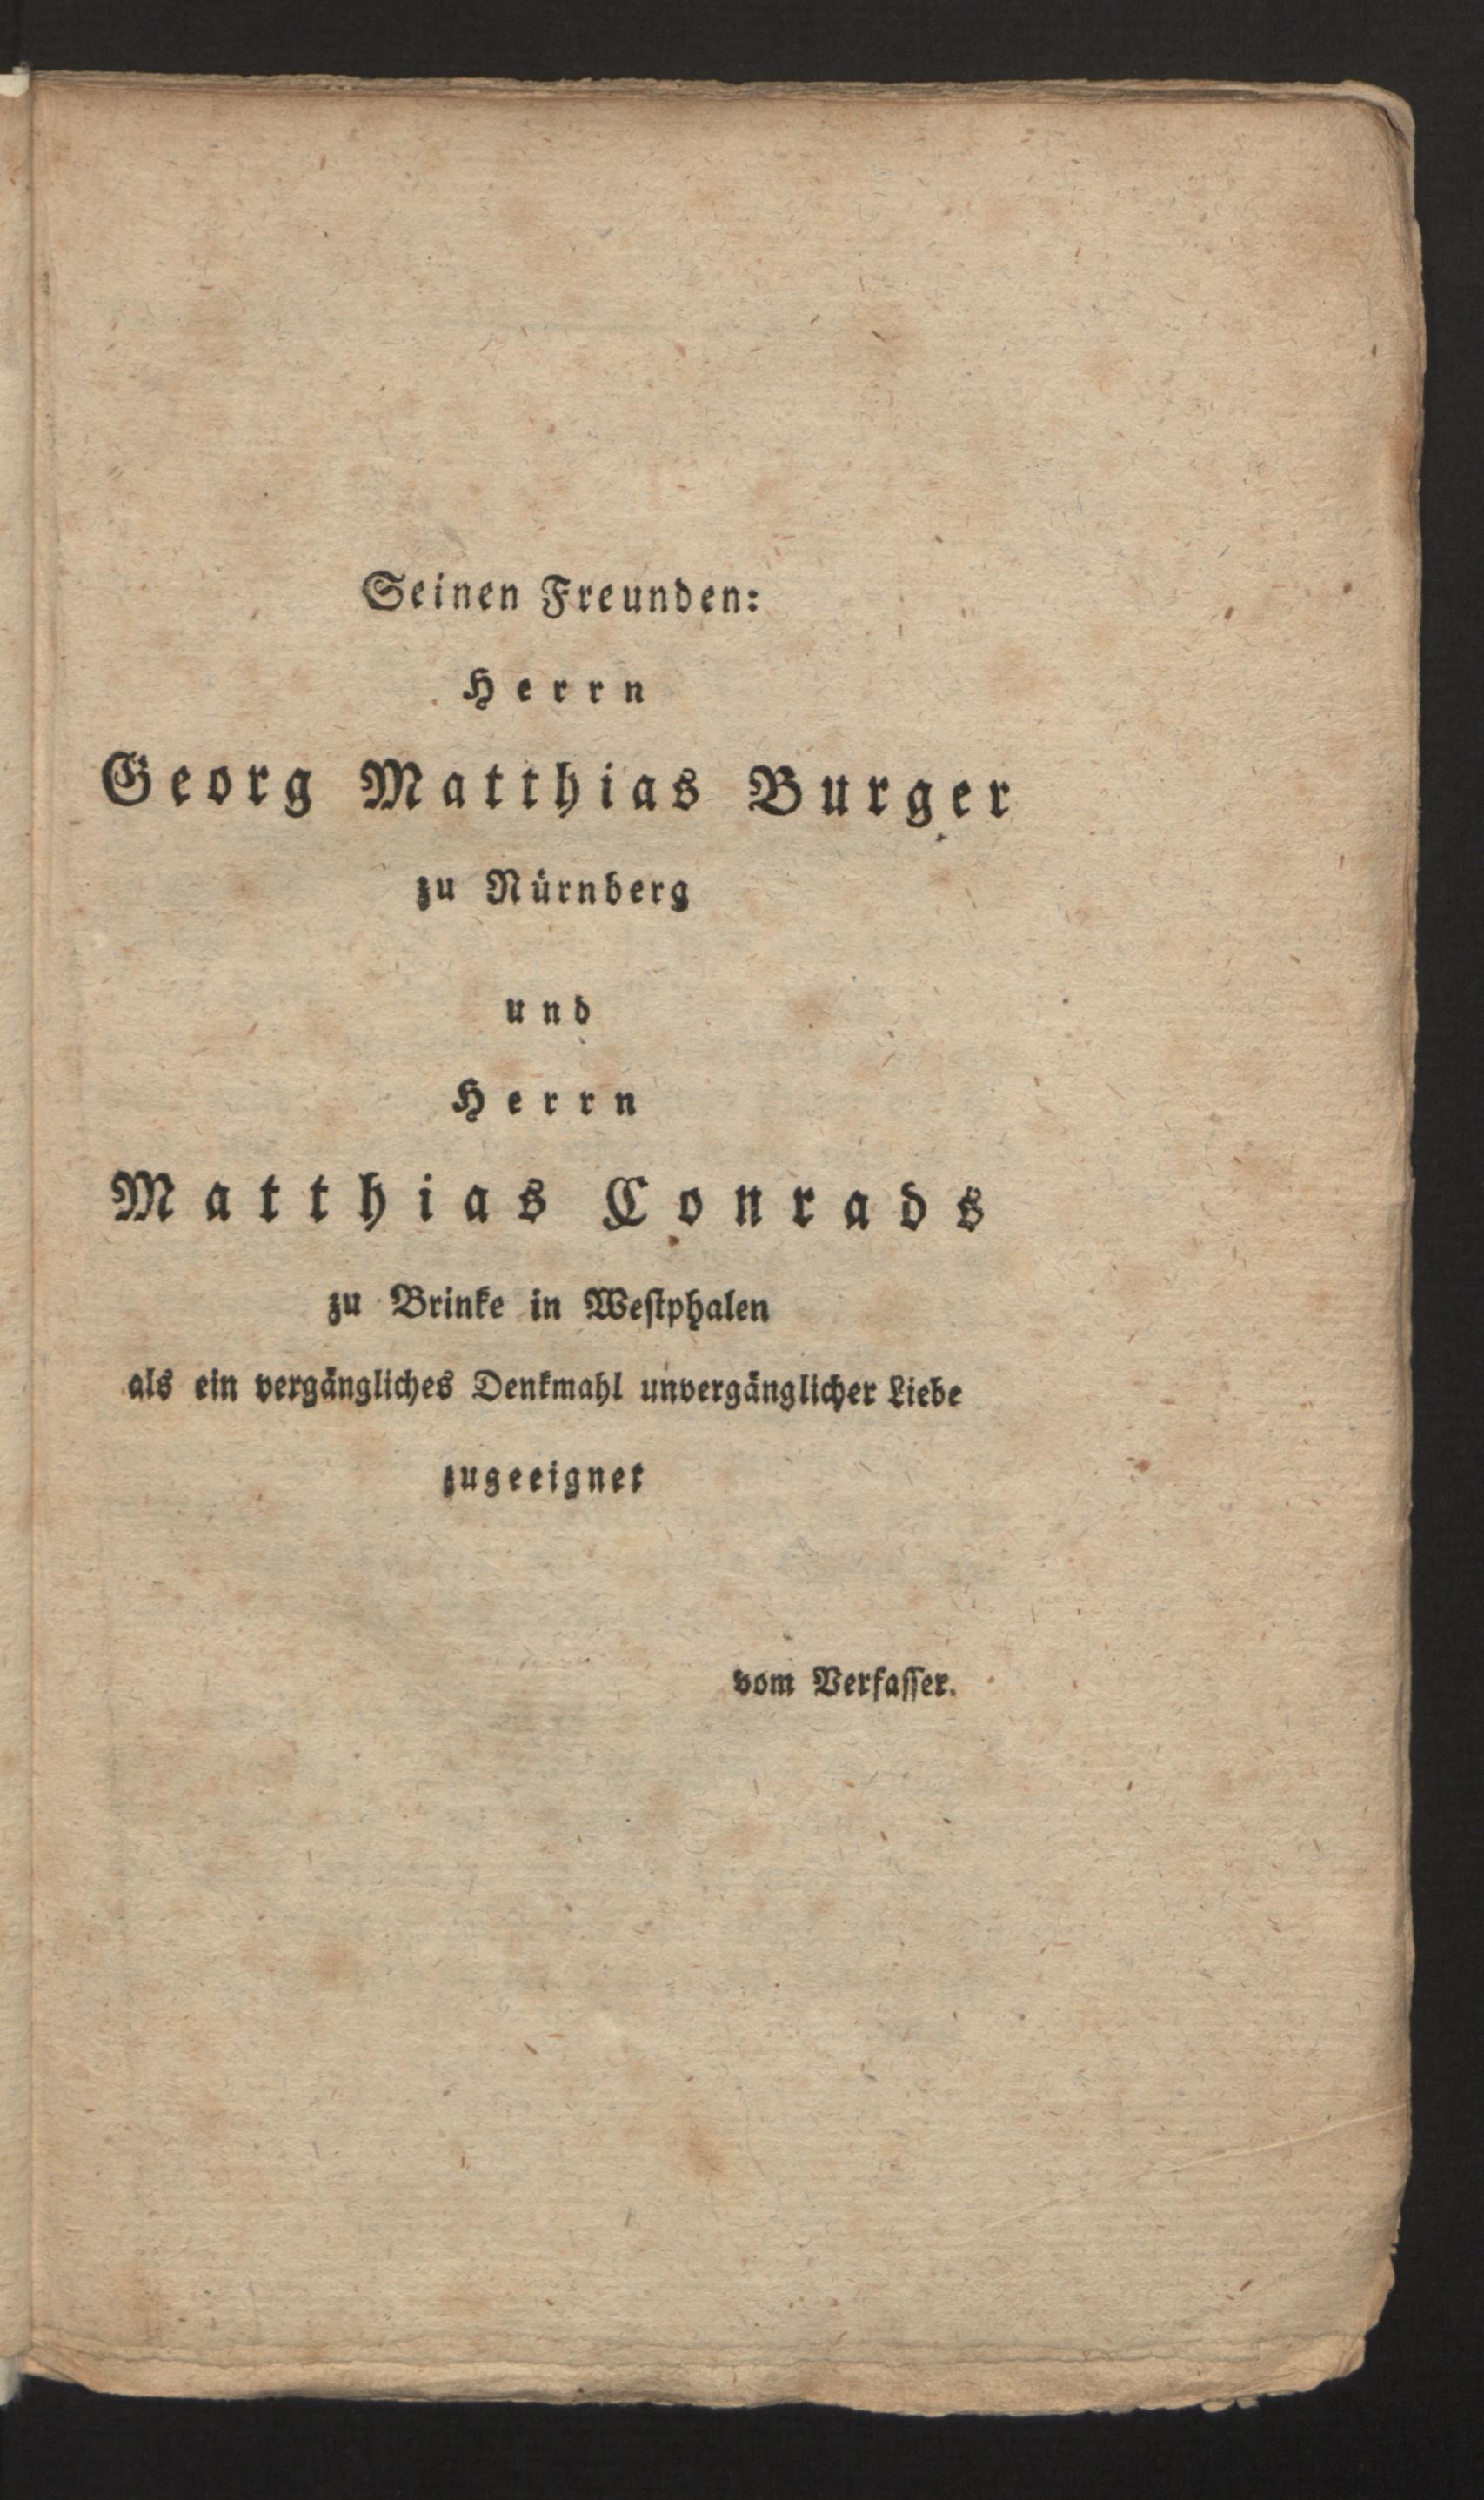 Seinen Freunden:
Herrn
Georg Matthias Burger
zu Nürnberg
und
Herrn
Matthias Conrads
zu Brinke in Weſtphalen
als ein vergängliches Denkmahl unvergänglicher Liebe
zugeeignet
vom Verfaſſer.